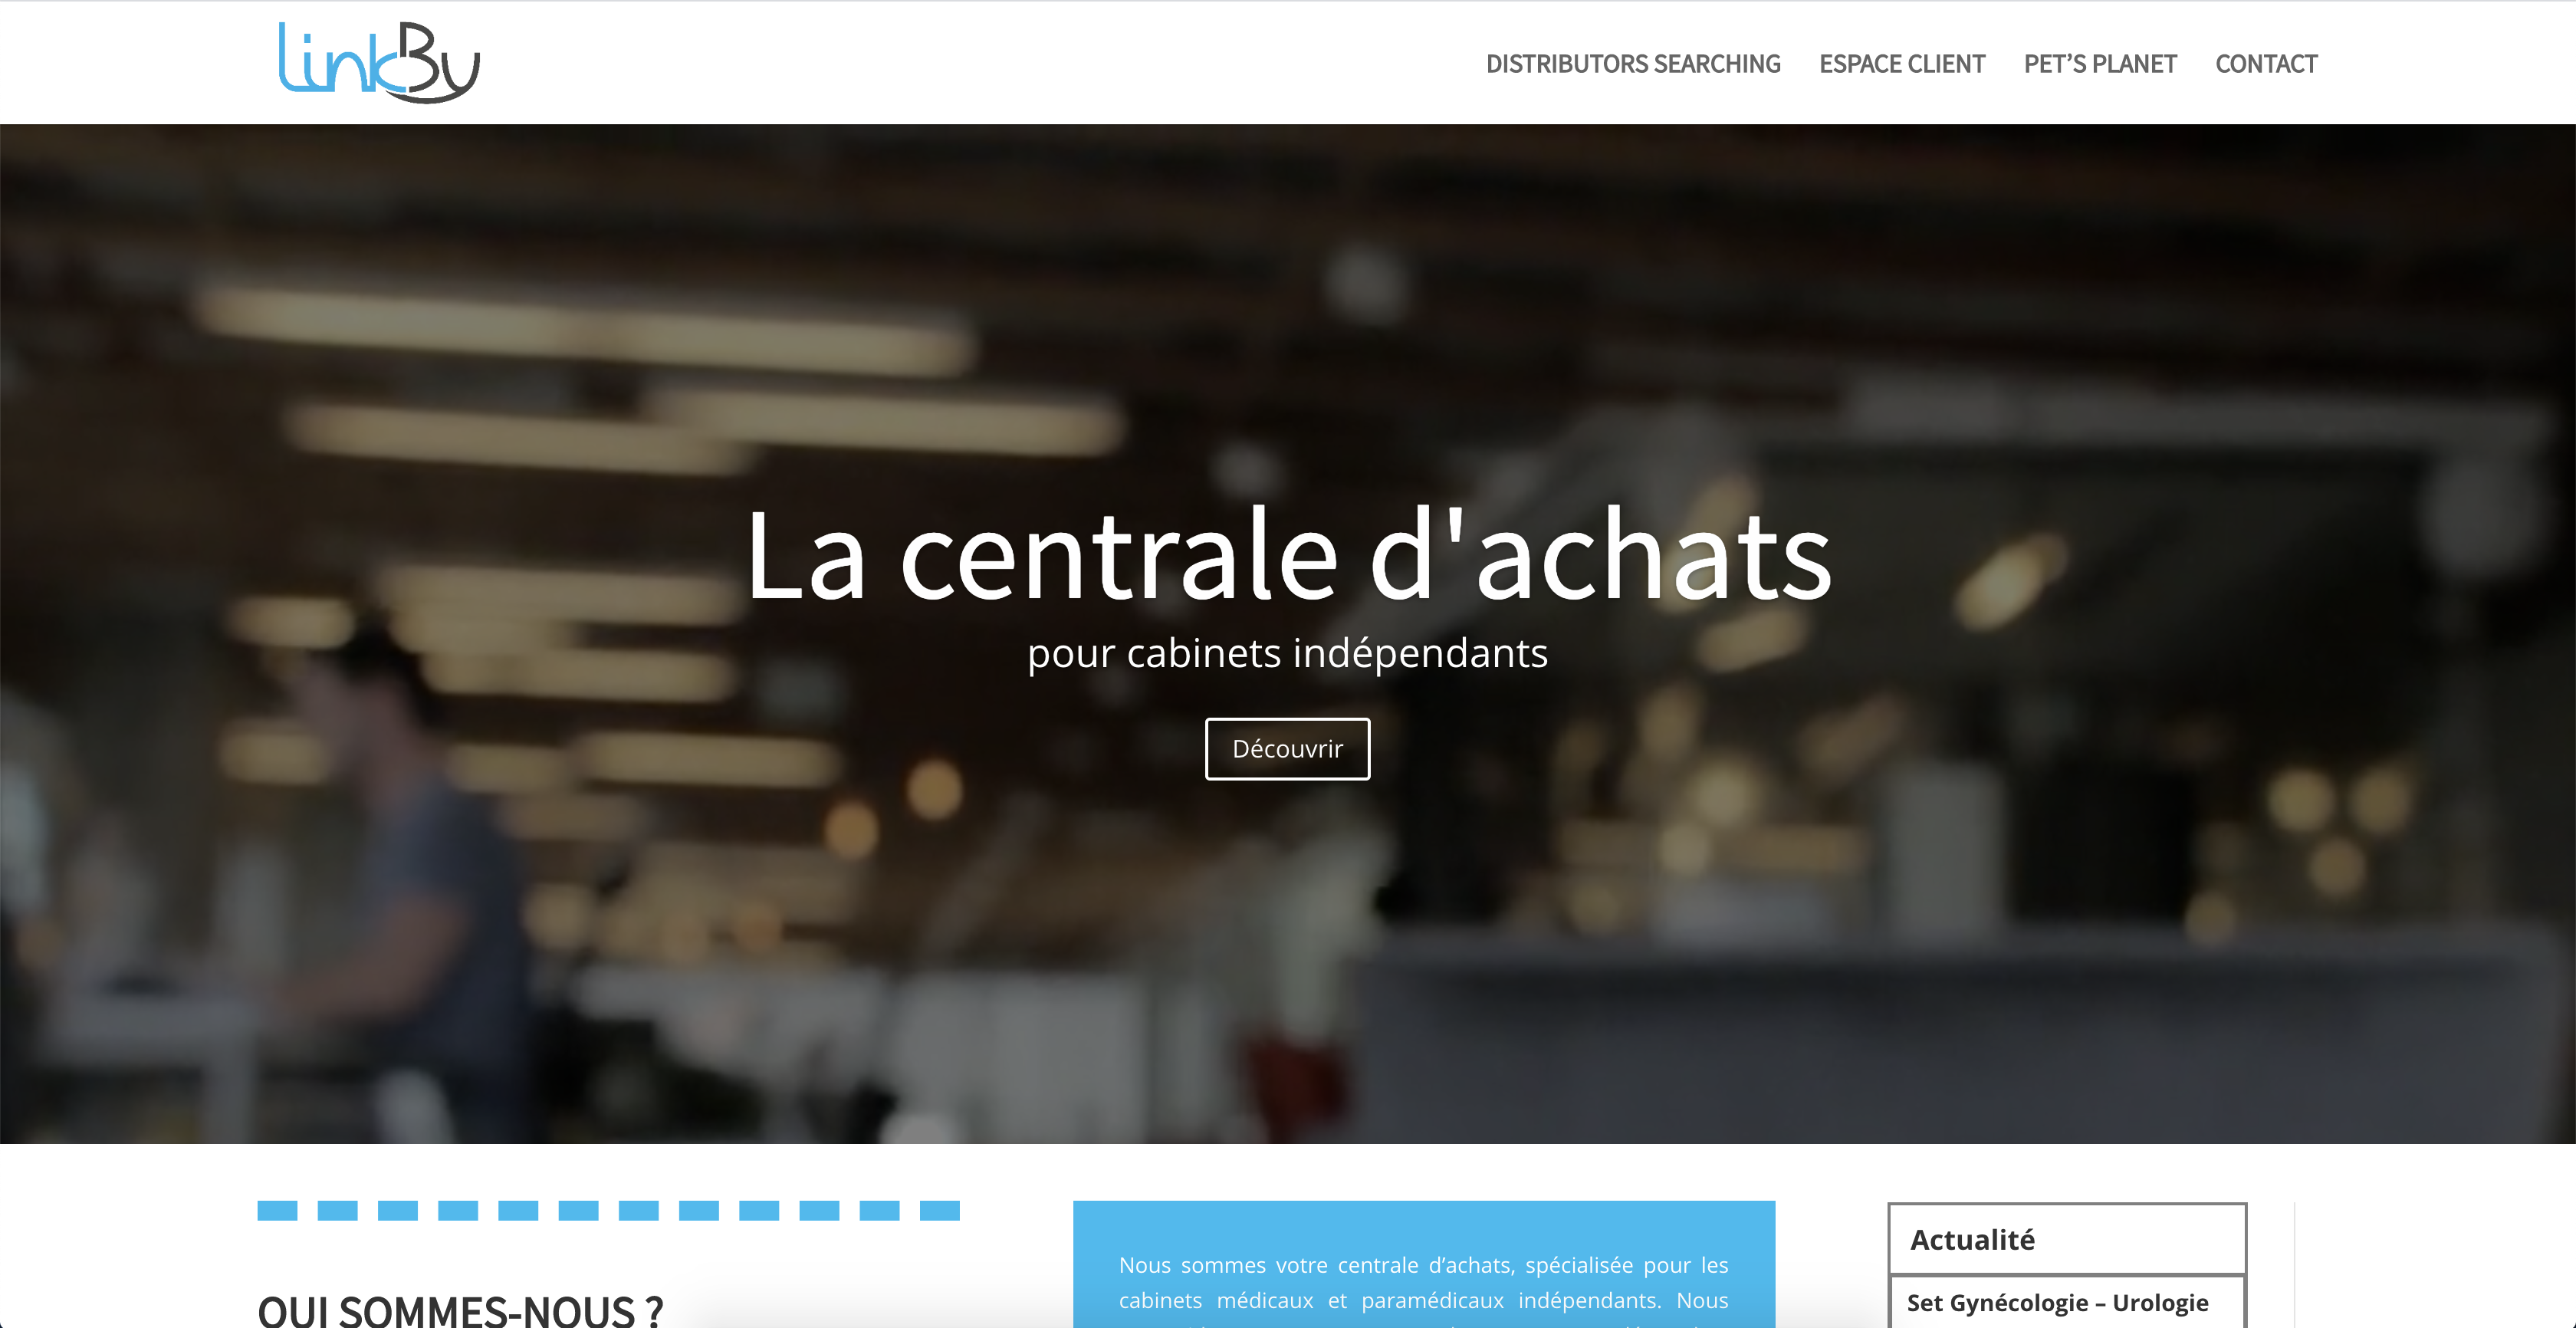 linkBy
DISTRIBUTORS SEARCHING
ESPACE CLIENT
PET’S PLANET
CONTACT
La centrale d'achats
pour cabinets indépendants
Découvrir
QUI SOMMES-NOUS ?
Nous sommes votre centrale d’achats, spécialisée pour les
cabinets médicaux et paramédicaux indépendants. Nous
Actualité
Set Gynécologie – Urologie